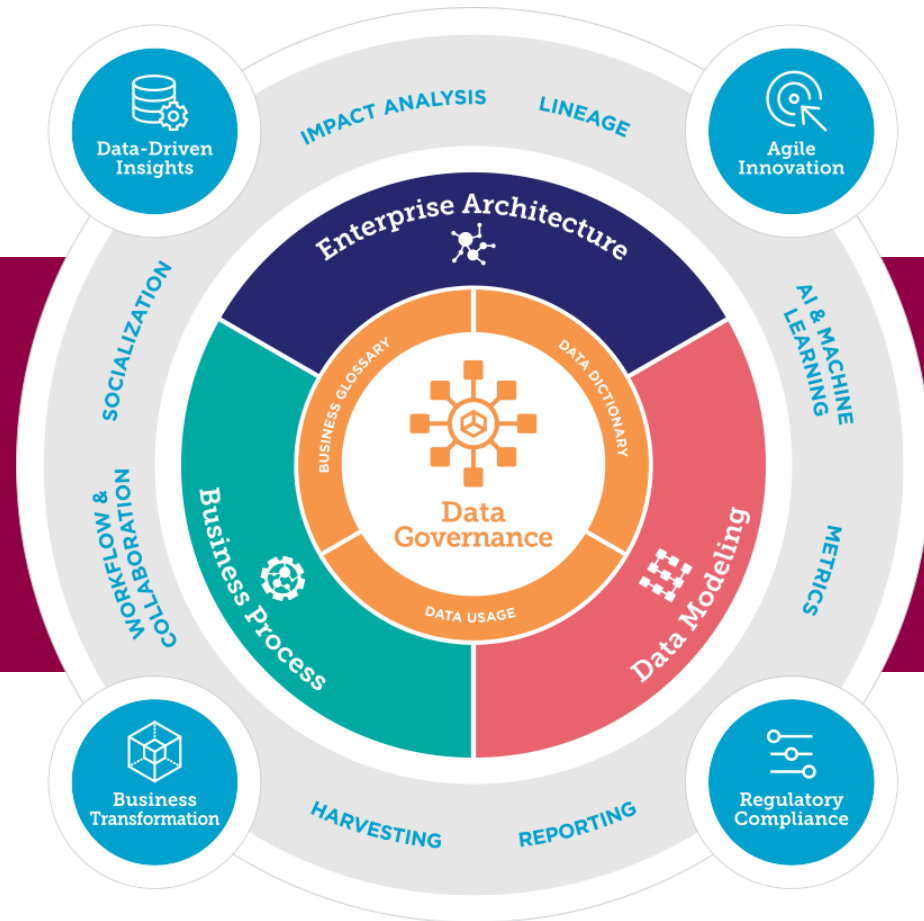 IMPACT ANALYSIS
LINEAGE
Data-Driven
Insights
Agile
Innovation
Enterprise Architecture
SOCIALIZATION
AI & MACHINE
LEARNING
BUSINESS GLOSSARY
DATA DICTIONARY
Data
Governance
WORKFLOW &
COLLABORATION
Business Process
Data Modeling
METRICS
DATA USAGE
Business
Transformation
Regulatory
Compliance
HARVESTING
REPORTING